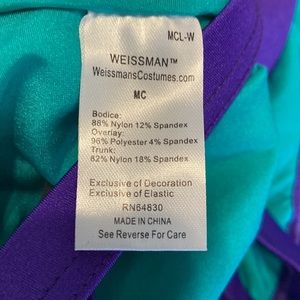 MCL-W
WEISSMAN™
WeissmansCostumes.com
MC
Bodice:
88% Nylon 12% Spandex
Overlay:
96% Polyester 4% Spandex
Trunk:
82% Nylon 18% Spandex
Exclusive of Decoration
Exclusive of Elastic
RN64830
MADE IN CHINA
See Reverse For Care